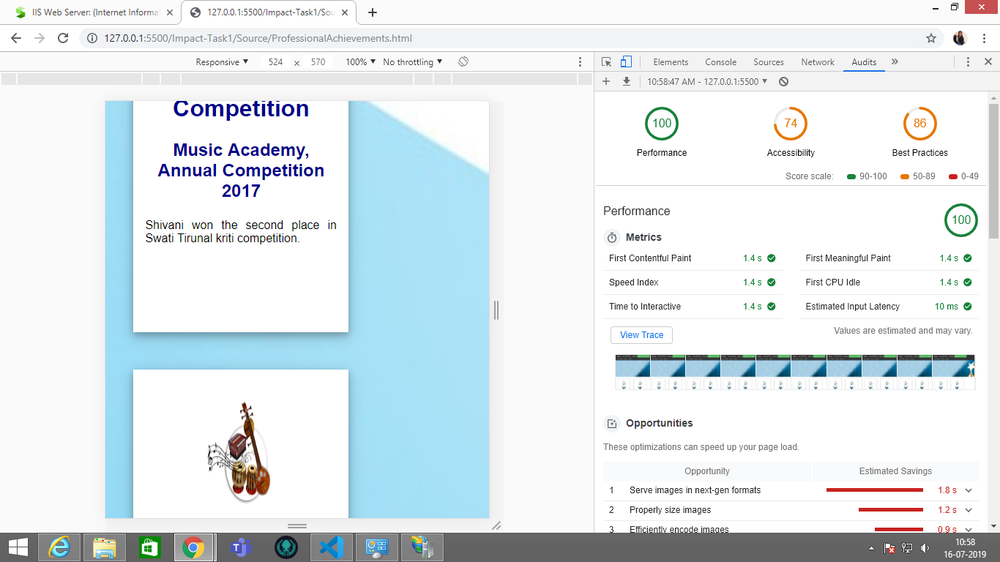 IIS Web Server: (Internet Informat
127.0.0.1:5500/Impact-Task1/Sou
127.0.0.1:5500/Impact-Task1/Source/ProfessionalAchievements.html
Responsive ▼ 524 × 570 100% ▼ No throttling ▼
Elements Console Sources Network Audits »
10:58:47 AM - 127.0.0.1:5500 ▼
Competition
Music Academy,
Annual Competition
2017
Shivani won the second place in
Swati Tirunal kriti competition.
100 74 86
Performance Accessibility Best Practices
Score scale: 90-100 50-89 0-49
Performance 100
Metrics
First Contentful Paint 1.4 s First Meaningful Paint 1.4 s
Speed Index 1.4 s First CPU Idle 1.4 s
Time to Interactive 1.4 s Estimated Input Latency 10 ms
View Trace Values are estimated and may vary.
Opportunities
These optimizations can speed up your page load.
Opportunity Estimated Savings
1 Serve images in next-gen formats 1.8 s
2 Properly size images 1.2 s
3 Efficiently encode images 0.9 s
10:58
16-07-2019